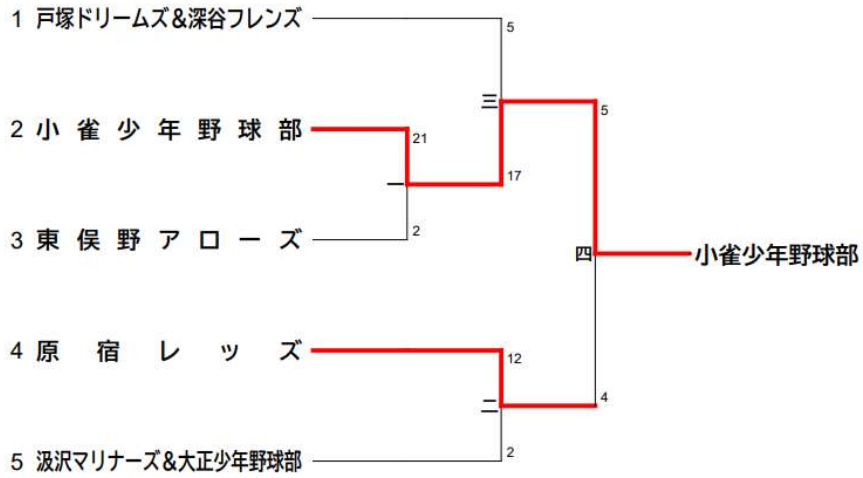 1 戸塚ドリームズ&深谷フレンズ
5
三
5
2 小雀少年野球部
21
17
一
3 東俣野アローズ
2
四
小雀少年野球部
4 原宿レッズ
12
4
二
5 汲沢マリナーズ&大正少年野球部
2